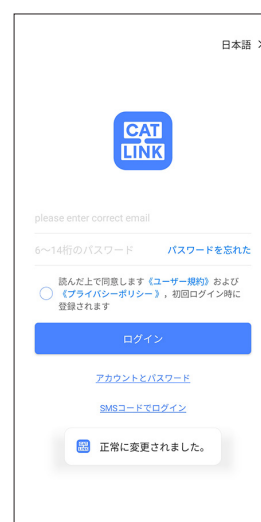 日本語
CAT
LINK
please enter correct email
6～14桁のパスワード パスワードを忘れた
読んだ上で同意します《ユーザー規約》および
《プライバシーポリシー 》，初回ログイン時に
登録されます
ログイン
アカウントとパスワード
SMSコードでログイン
正常に変更されました。